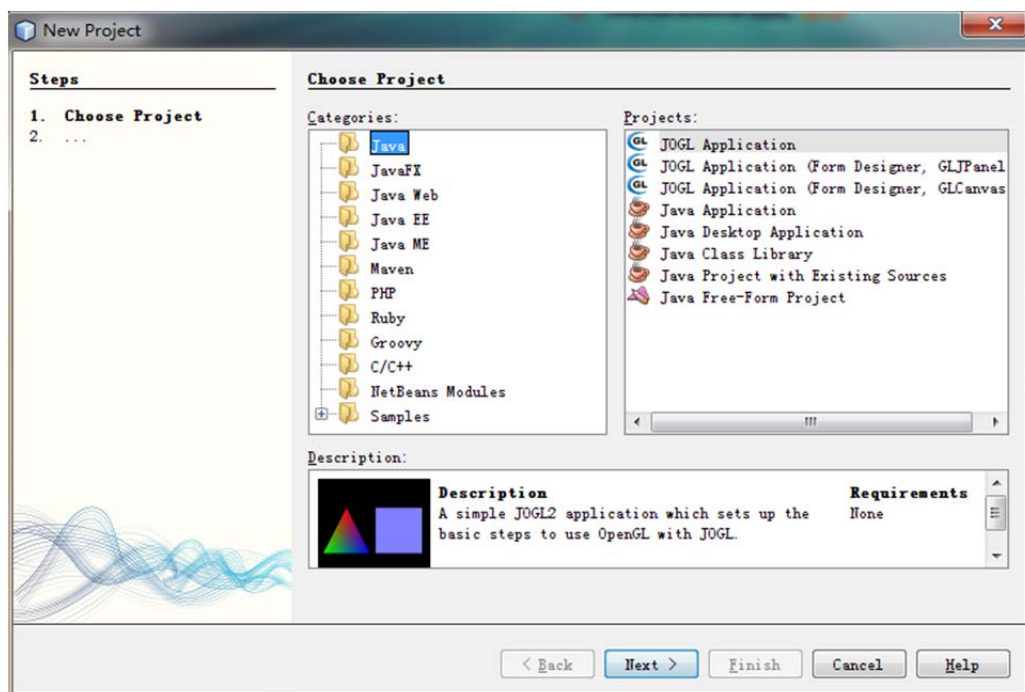 New Project
Steps
1. Choose Project
2. ...
Choose Project
Categories:
Java
JavaFX
Java Web
Java EE
Java ME
Maven
PHP
Ruby
Groovy
C/C++
NetBeans Modules
Samples
Projects:
JOGL Application
JOGL Application (Form Designer, GLJPanel
JOGL Application (Form Designer, GLCanvas
Java Application
Java Desktop Application
Java Class Library
Java Project with Existing Sources
Java Free-Form Project
Description:
Description
A simple JOGL2 application which sets up the
basic steps to use OpenGL with JOGL.
Requirements
None
< Back
Next >
Finish
Cancel
Help